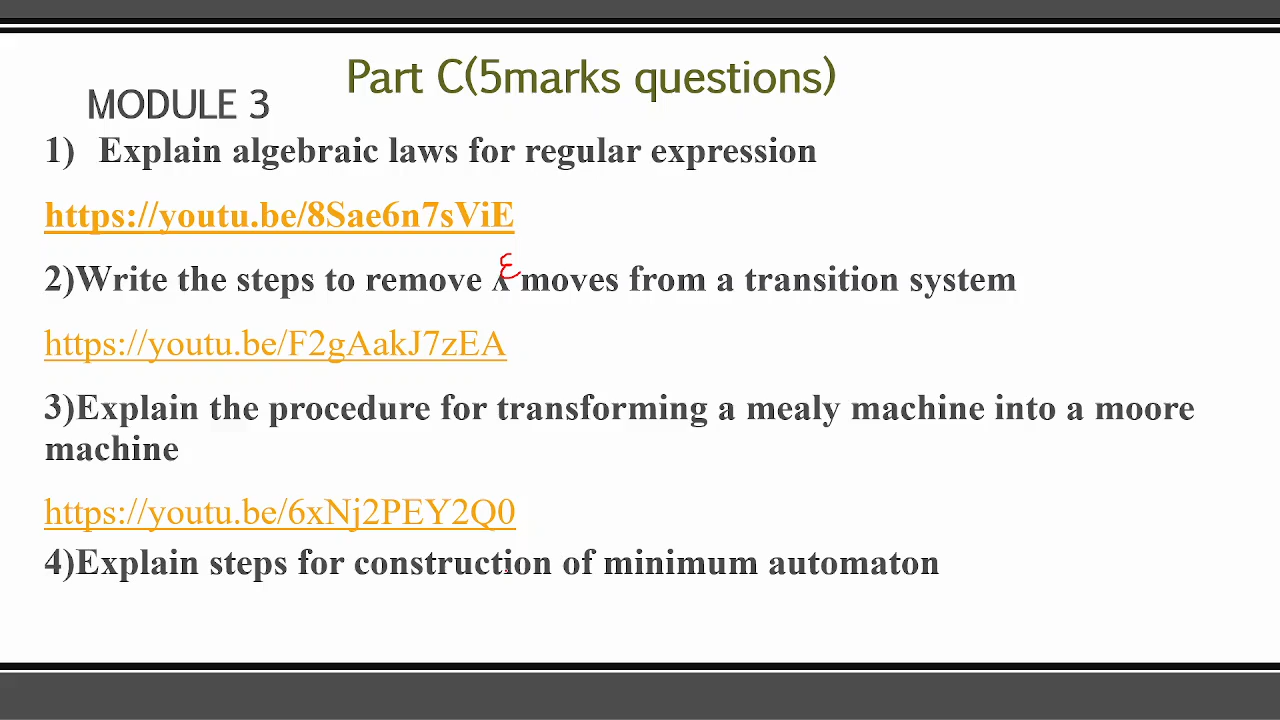 Part C(5marks questions)
MODULE 3
1) Explain algebraic laws for regular expression
https://youtu.be/8Sae6n7sViE
ε
2)Write the steps to remove ʎ moves from a transition system
https://youtu.be/F2gAakJ7zEA
3)Explain the procedure for transforming a mealy machine into a moore
machine
https://youtu.be/6xNj2PEY2Q0
4)Explain steps for construction of minimum automaton